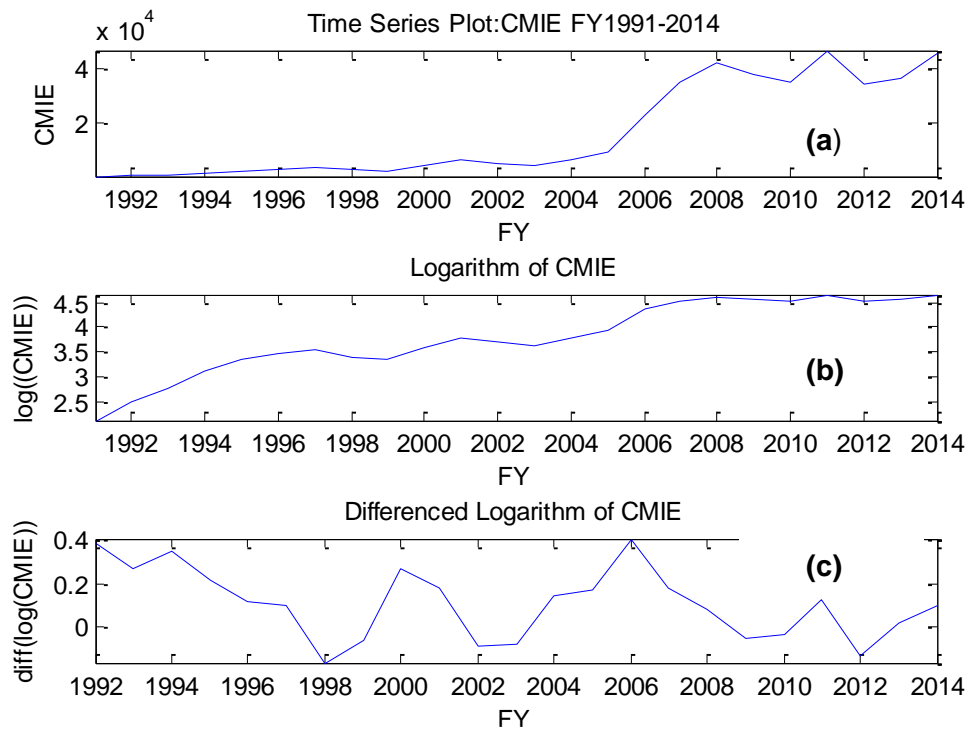 Time Series Plot:CMIE FY1991-2014
x 10^4
CMIE
4
2
(a)
1992 1994 1996 1998 2000 2002 2004 2006 2008 2010 2012 2014
FY
Logarithm of CMIE
log((CMIE))
4.5
4
3.5
3
2.5
(b)
1992 1994 1996 1998 2000 2002 2004 2006 2008 2010 2012 2014
FY
Differenced Logarithm of CMIE
diff(log(CMIE))
0.4
0.2
0
(c)
1992 1994 1996 1998 2000 2002 2004 2006 2008 2010 2012 2014
FY